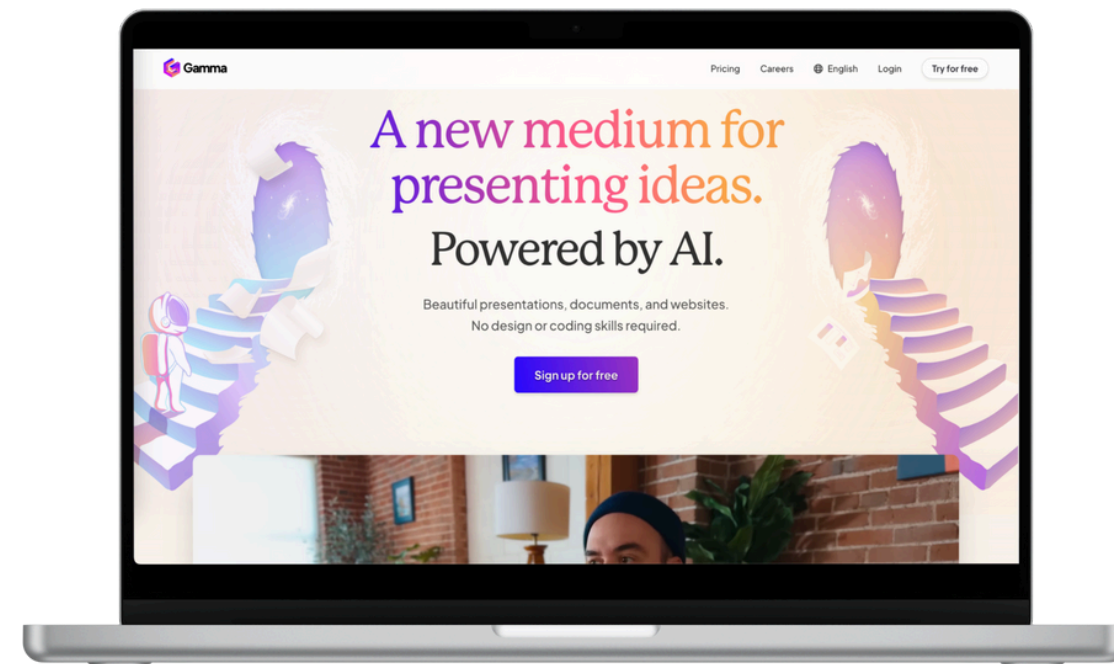 Gamma
Pricing Careers English Login Try for free
A new medium for
presenting ideas.
Powered by AI.
Beautiful presentations, documents, and websites.
No design or coding skills required.
Sign up for free